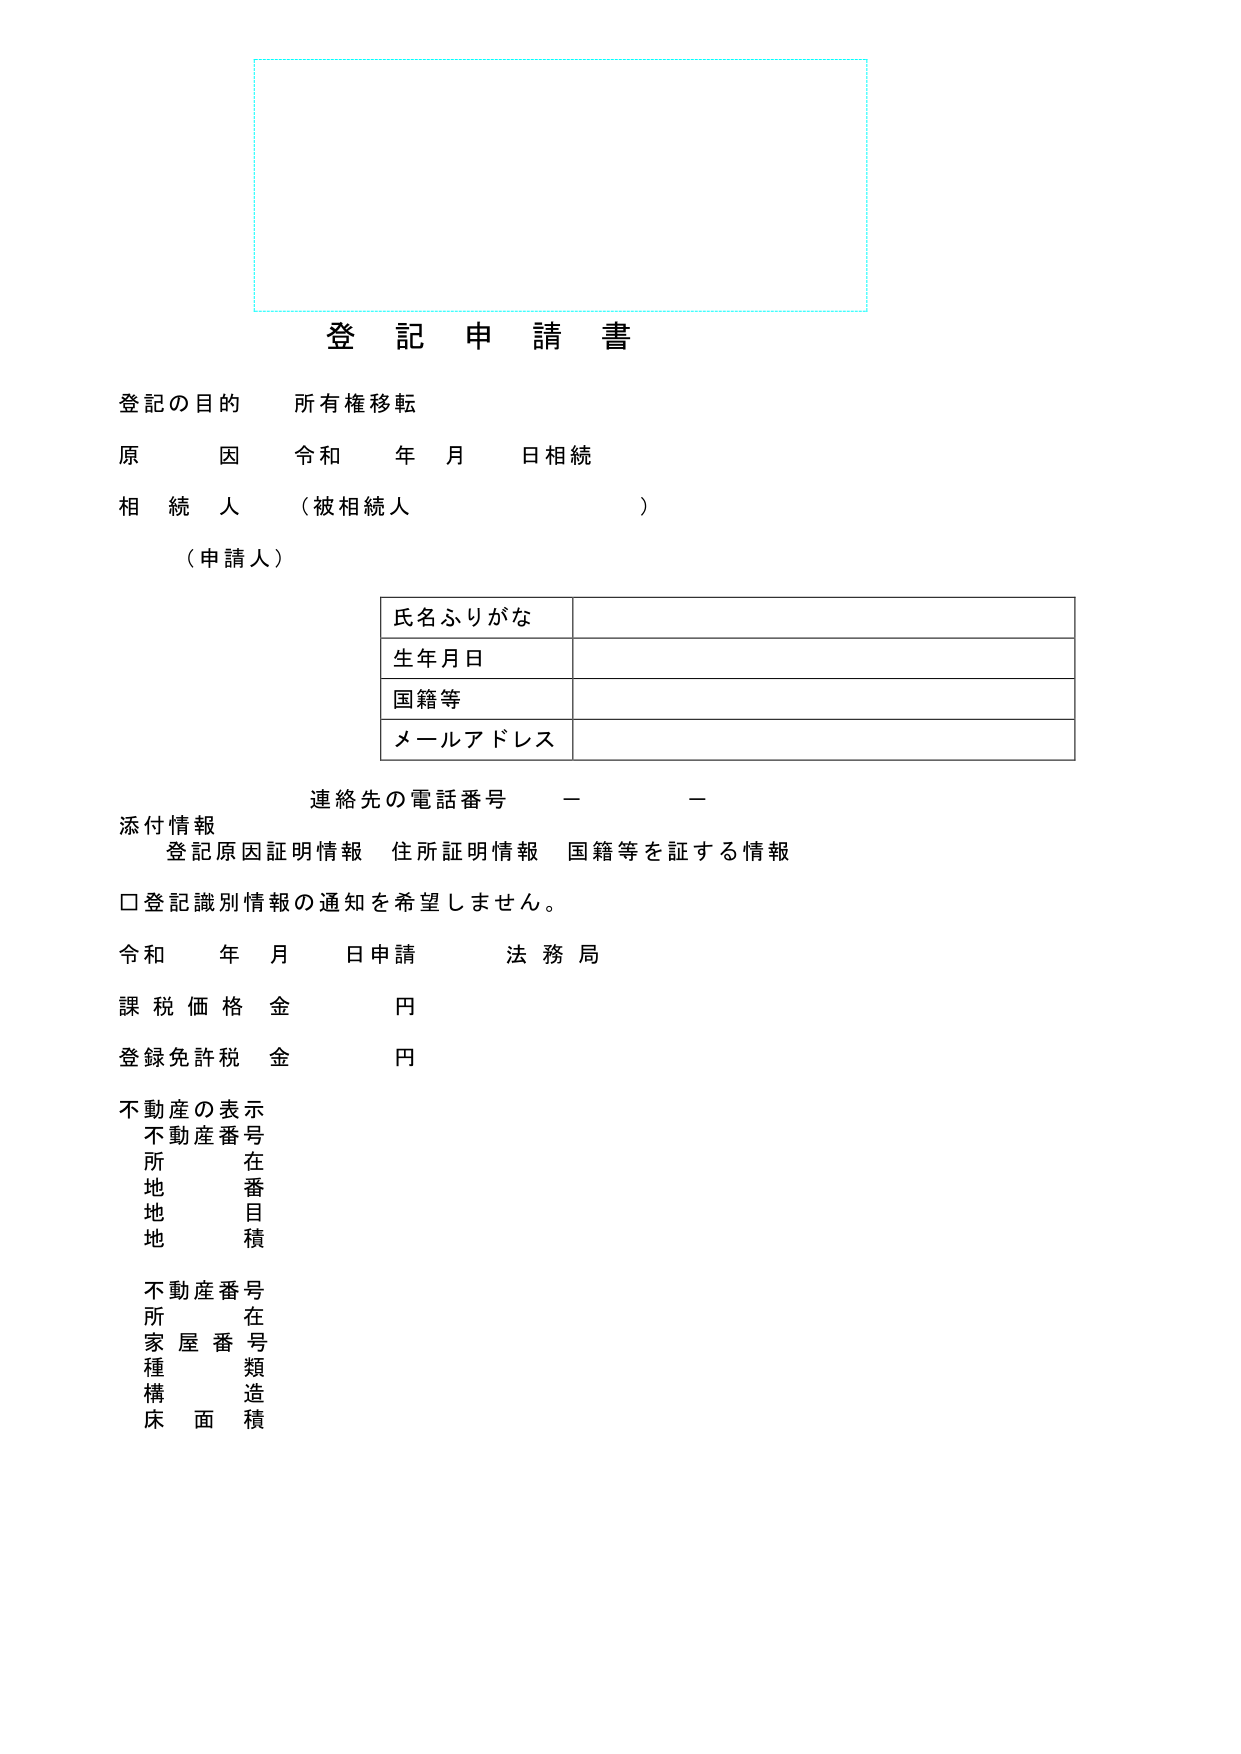 登記申請書
登記の目的　所有権移転
原　　因　令和　　年　月　　日相続
相　続　人　（被相続人　　　　　　　　　）
（申請人）
氏名ふりがな
生年月日
国籍等
メールアドレス
連絡先の電話番号　　－　　　　－
添付情報
登記原因証明情報　住所証明情報　国籍等を証する情報
□登記識別情報の通知を希望しません。
令和　　年　月　　日申請　　　法務局
課税価格　金　　　　円
登録免許税　金　　　　円
不動産の表示
不動産番号
所　　　在
地　　　番
地　　　目
地　　　積
不動産番号
所　　　在
家屋番号
種　　　類
構　　　造
床　面　積